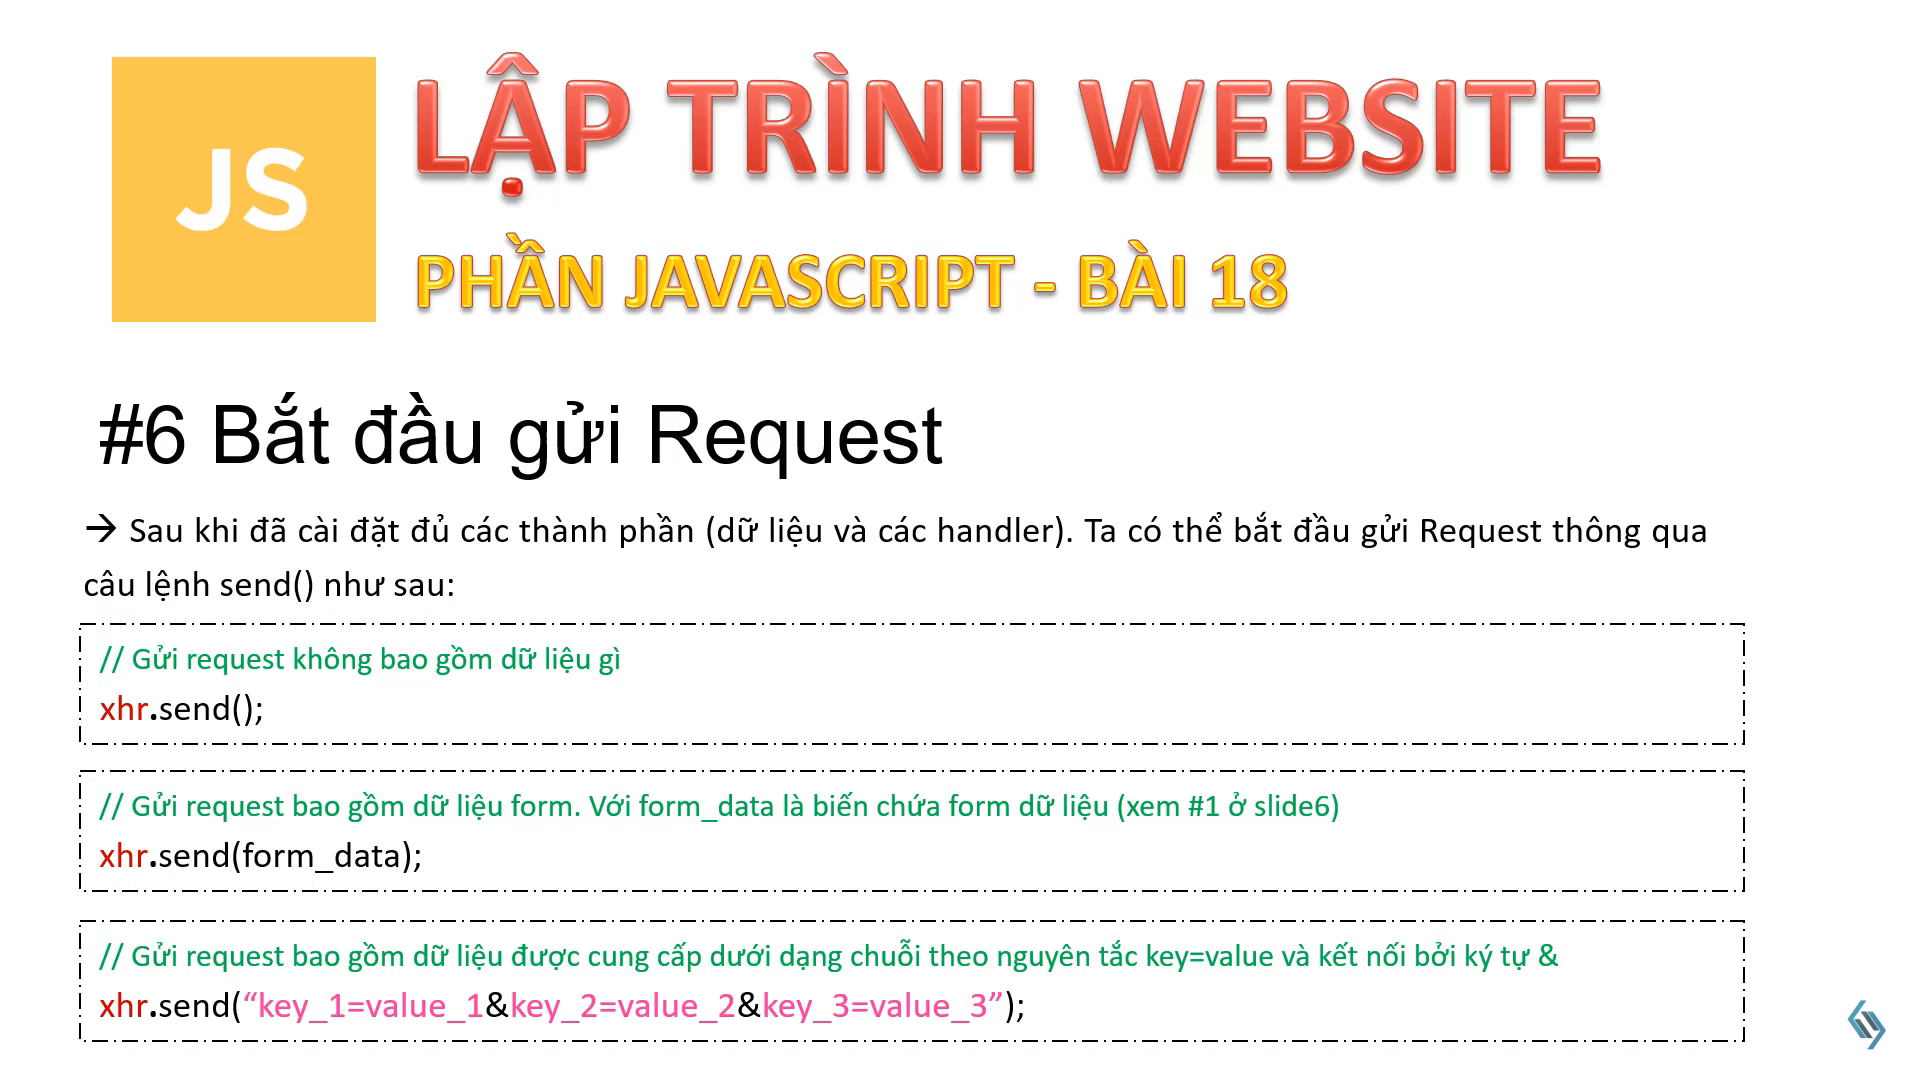 JS
LẬP TRÌNH WEBSITE
PHẦN JAVASCRIPT - BÀI 18
#6 Bắt đầu gửi Request
→ Sau khi đã cài đặt đủ các thành phần (dữ liệu và các handler). Ta có thể bắt đầu gửi Request thông qua
câu lệnh send() như sau:
// Gửi request không bao gồm dữ liệu gì
xhr.send();
// Gửi request bao gồm dữ liệu form. Với form_data là biến chứa form dữ liệu (xem #1 ở slide6)
xhr.send(form_data);
// Gửi request bao gồm dữ liệu được cung cấp dưới dạng chuỗi theo nguyên tắc key=value và kết nối bởi ký tự &
xhr.send(“key_1=value_1&key_2=value_2&key_3=value_3”);